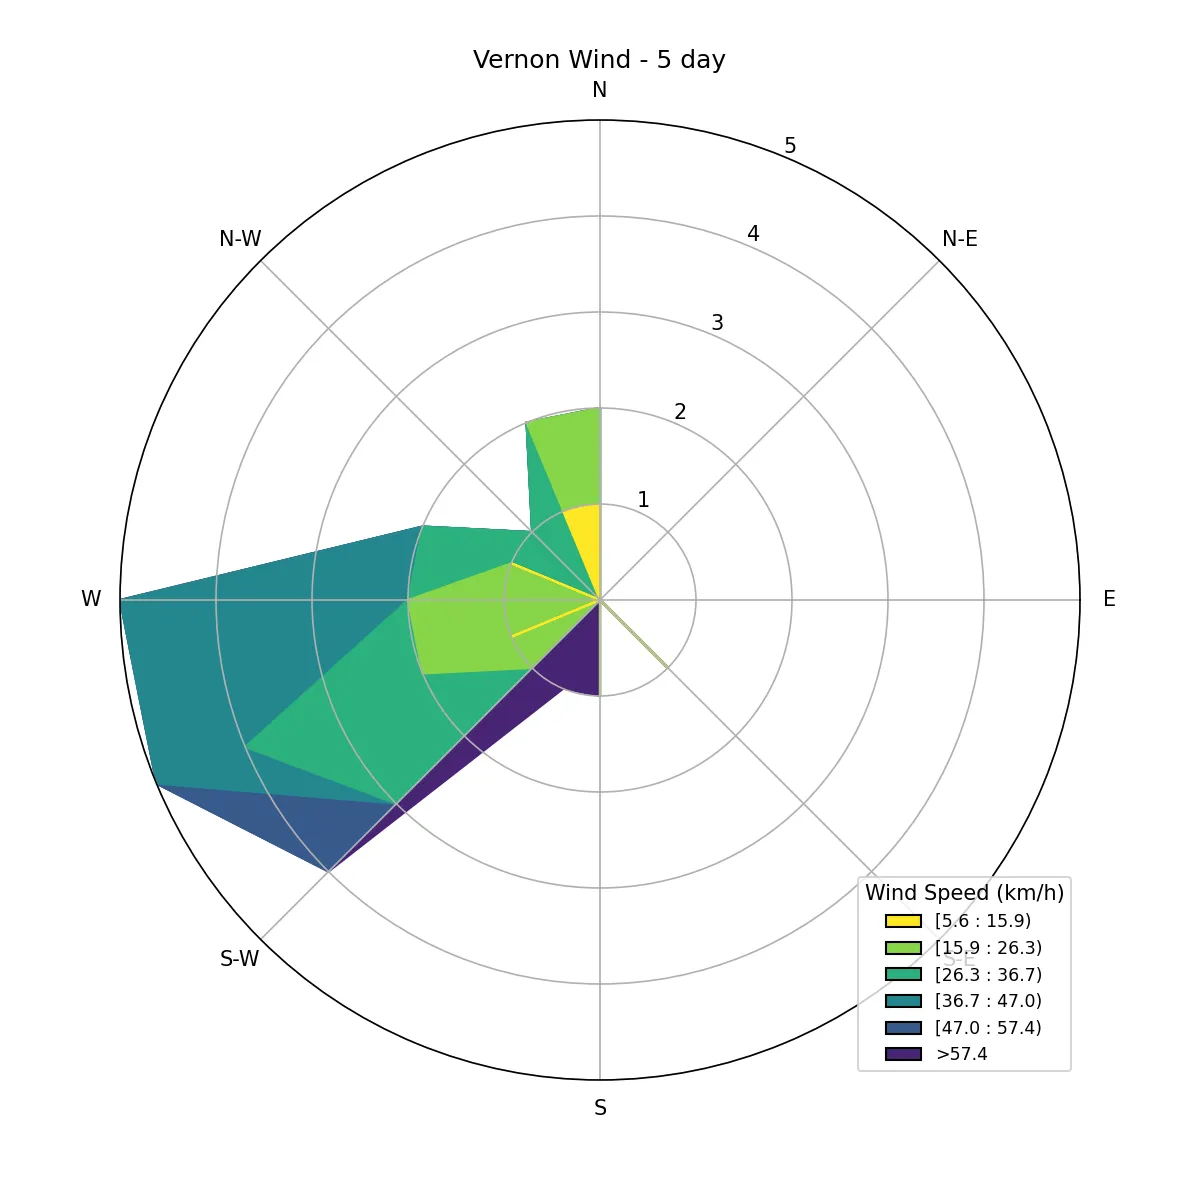 Vernon Wind - 5 day
N
5
N-W
4
N-E
3
2
1
W
E
S-W
S-E
Wind Speed (km/h)
[5.6 : 15.9)
[15.9 : 26.3)
[26.3 : 36.7)
[36.7 : 47.0)
[47.0 : 57.4)
>57.4
S